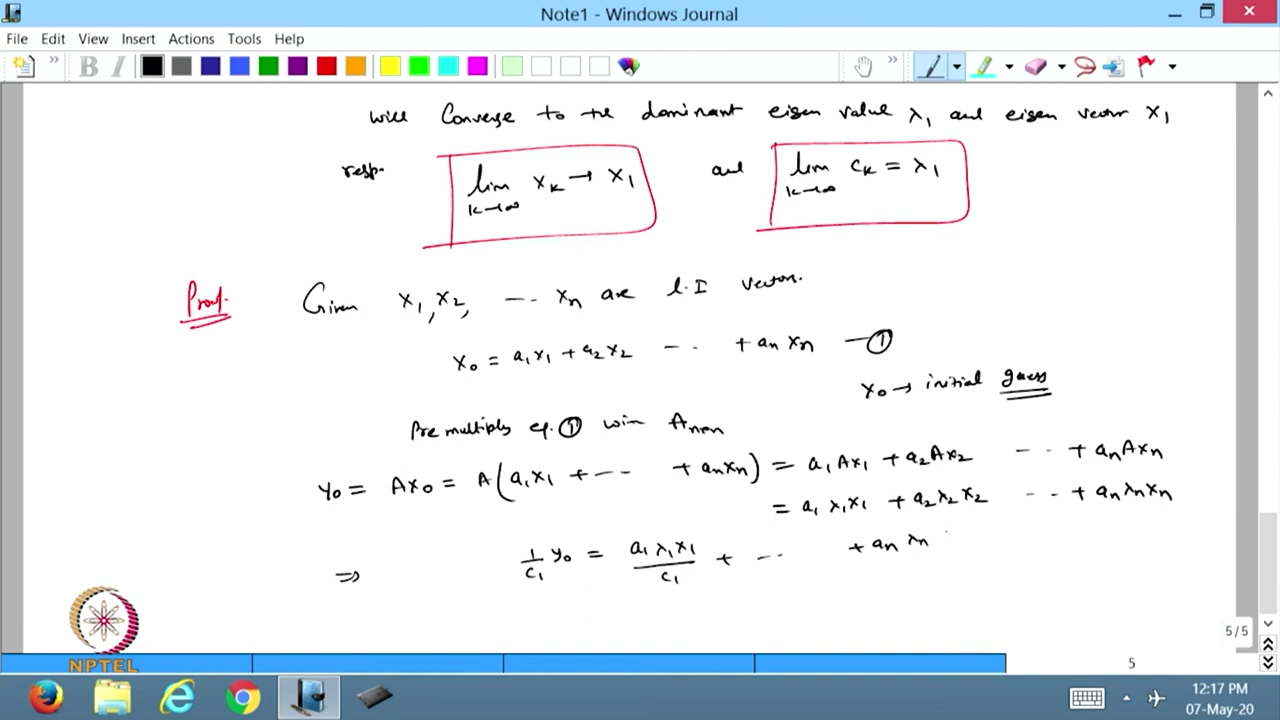 Note1 - Windows Journal
File Edit View Insert Actions Tools Help
will Converge to the dominant eigen value λ₁ and eigen vector X₁
resp. lim k→∞ Xₖ → X₁ and lim k→∞ Cₖ = λ₁
Proof. Given X₁, X₂, --. Xₙ are L.I vectors.
X₀ = a₁X₁ + a₂X₂ -- . + aₙXₙ —①
X₀ → initial guess
Pre multiply eq. ① with Aₙₓₙ
Y₀ = AX₀ = A(a₁X₁ + --. + aₙXₙ) = a₁AX₁ + a₂AX₂ --. + aₙAXₙ
= a₁λ₁X₁ + a₂λ₂X₂ --. + aₙλₙXₙ
⇒ 1/C₁ Y₀ = a₁λ₁X₁/C₁ + --. + aₙλₙ
5/5
NPTEL
5
12:17 PM
07-May-20